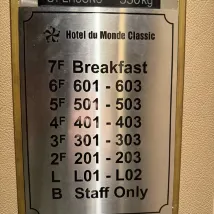 550kg
Hotel du Monde Classic
7F Breakfast
6F 601 - 603
5F 501 - 503
4F 401 - 403
3F 301 - 303
2F 201 - 203
L L01 - L02
B Staff Only